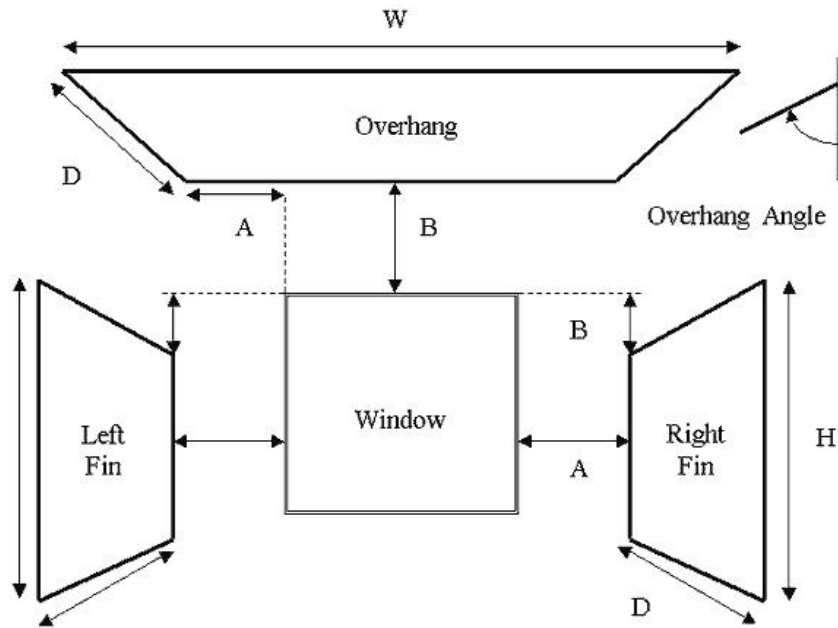 W
Overhang
D
A
B
Overhang Angle
B
Window
Left
Fin
A
Right
Fin
H
D